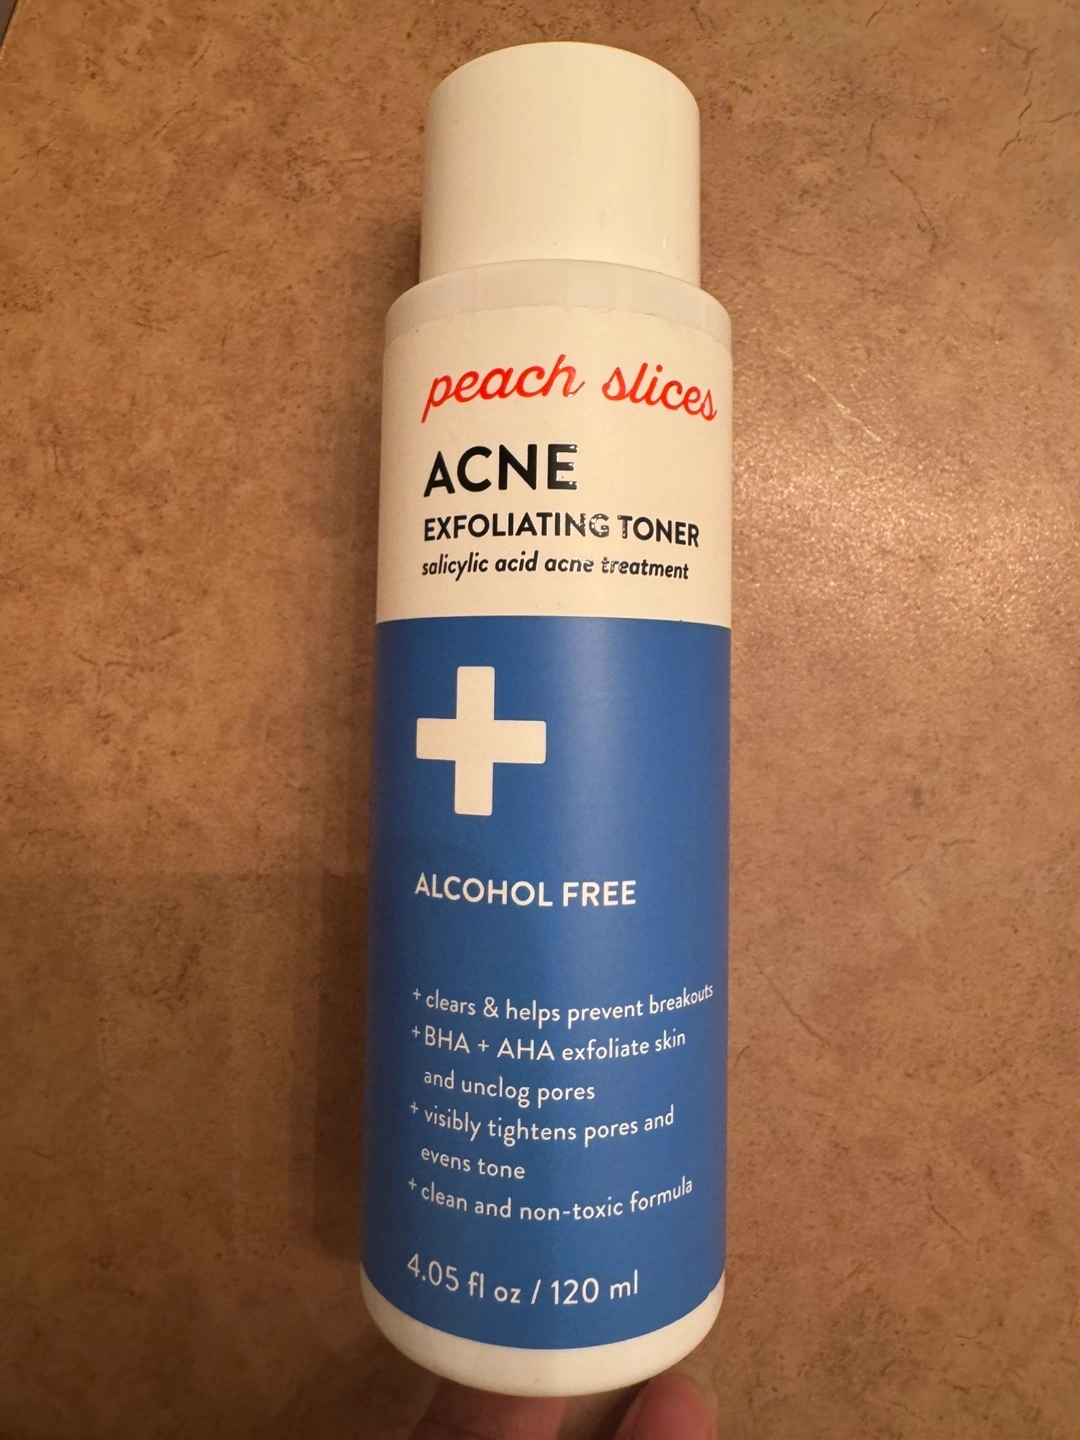 peach slices
ACNE
EXFOLIATING TONER
salicylic acid acne treatment
ALCOHOL FREE
+ clears & helps prevent breakouts
+ BHA + AHA exfoliate skin
and unclog pores
+ visibly tightens pores and
evens tone
+ clean and non-toxic formula
4.05 fl oz / 120 ml